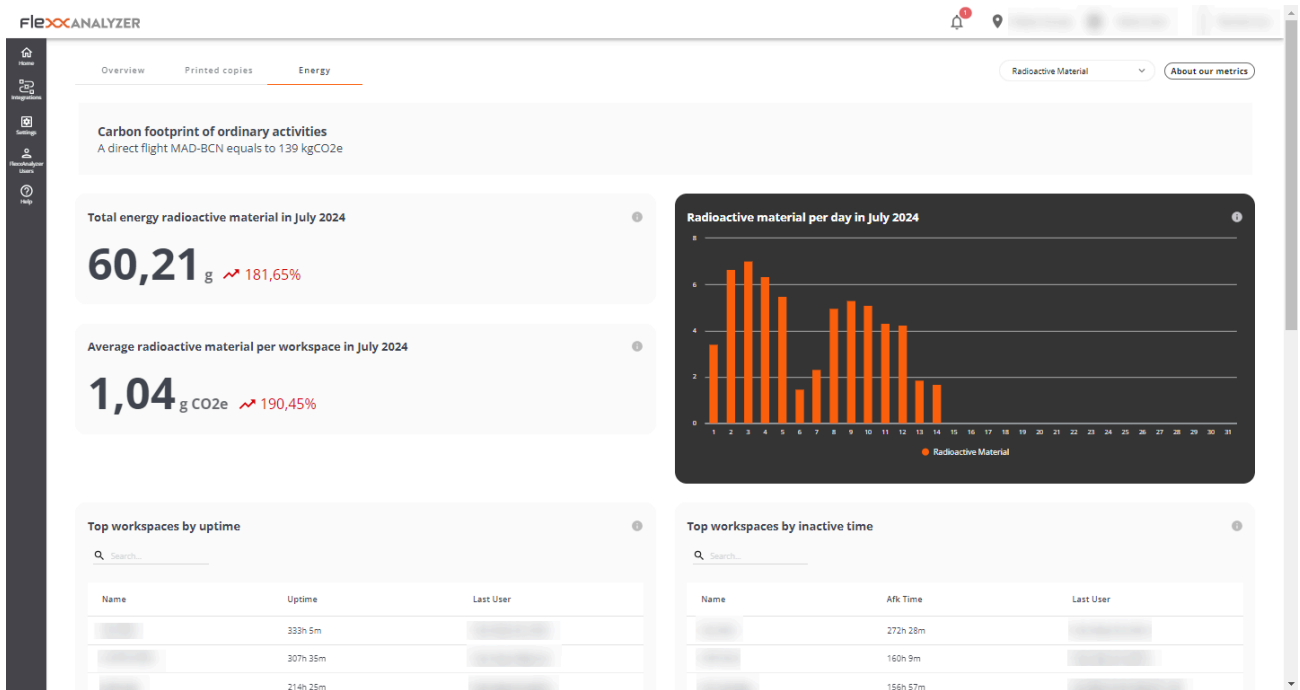 FlexxANALYZER
1
Home
Integrations
Settings
FlexxAnalyzer
Users
Help
Overview
Printed copies
Energy
Radioactive Material
About our metrics
Carbon footprint of ordinary activities
A direct flight MAD-BCN equals to 139 kgCO2e
Total energy radioactive material in July 2024
60,21 g 181,65%
Average radioactive material per workspace in July 2024
1,04 g CO2e 190,45%
Radioactive material per day in July 2024
8
6
4
2
0
1 2 3 4 5 6 7 8 9 10 11 12 13 14 15 16 17 18 19 20 21 22 23 24 25 26 27 28 29 30 31
Radioactive Material
Top workspaces by uptime
Search...
Name Uptime Last User
333h 5m
307h 35m
214h 25m
Top workspaces by inactive time
Search...
Name Afk Time Last User
272h 28m
160h 9m
156h 57m